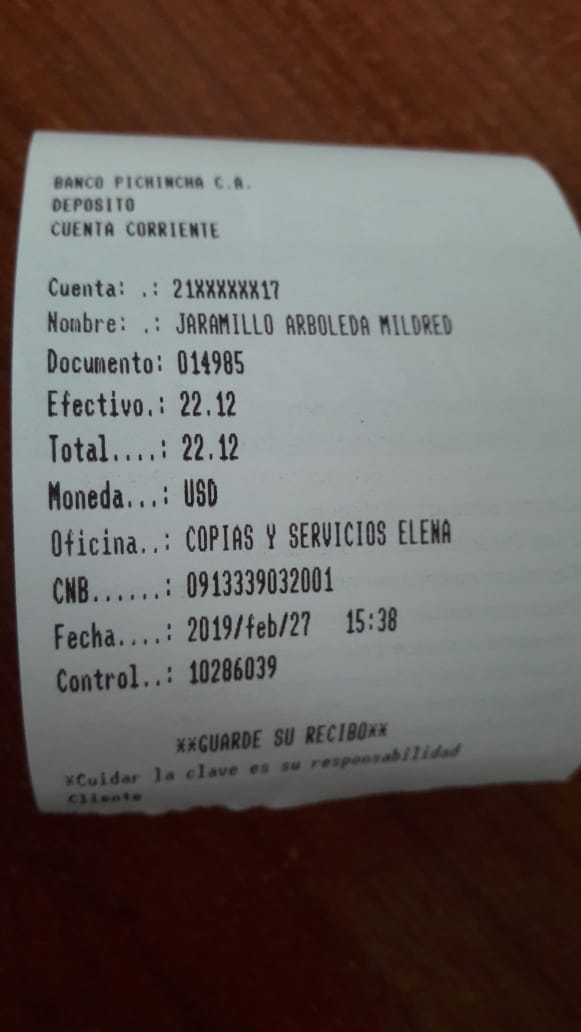 BANCO PICHINCHA C.A.
DEPOSITO
CUENTA CORRIENTE
Cuenta: .: 21XXXXXX17
Nombre: .: JARAMILLO ARBOLEDA MILDRED
Documento: 014985
Efectivo.: 22.12
Total....: 22.12
Moneda...: USD
Oficina..: COPIAS Y SERVICIOS ELENA
CNB......: 0913339032001
Fecha....: 2019/feb/27 15:38
Control..: 10286039
**GUARDE SU RECIBO**
*Cuidar la clave es su responsabilidad
Cliente